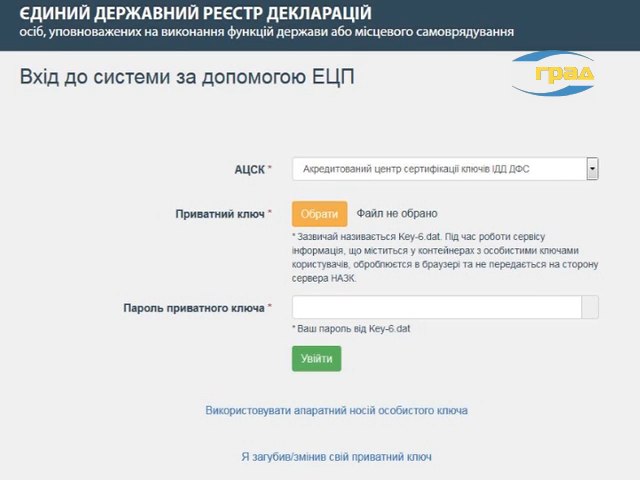 ЄДИНИЙ ДЕРЖАВНИЙ РЕЄСТР ДЕКЛАРАЦІЙ
осіб, уповноважених на виконання функцій держави або місцевого самоврядування
Вхід до системи за допомогою ЕЦП
град
АЦСК *
Акредитований центр сертифікації ключів ІДД ДФС
Приватний ключ *
Обрати Файл не обрано
* Зазвичай називається Key-6.dat. Під час роботи сервісу
інформація, що міститься у контейнерах з особистими ключами
користувачів, оброблюється в браузері та не передається на сторону
сервера НАЗК.
Пароль приватного ключа *
* Ваш пароль від Key-6.dat
Увійти
Використовувати апаратний носій особистого ключа
Я загубив/змінив свій приватний ключ